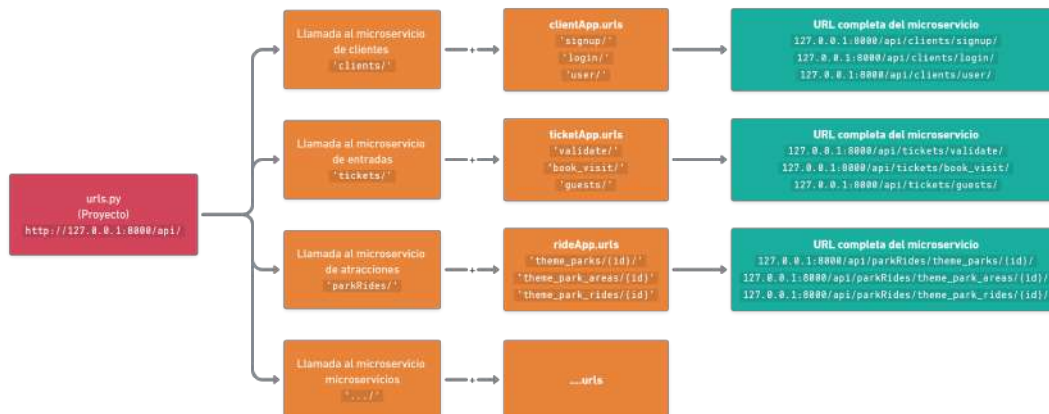 urls.py
(Proyecto)
http://127.0.0.1:8000/api/
Llamada al microservicio
de clientes
'clients/'
+
clientApp.urls
'signup/'
'login/'
'user/'
URL completa del microservicio
127.0.0.1:8000/api/clients/signup/
127.0.0.1:8000/api/clients/login/
127.0.0.1:8000/api/clients/user/
Llamada al microservicio
de entradas
'tickets/'
+
ticketApp.urls
'validate/'
'book_visit/'
'guests/'
URL completa del microservicio
127.0.0.1:8000/api/tickets/validate/
127.0.0.1:8000/api/tickets/book_visit/
127.0.0.1:8000/api/tickets/guests/
Llamada al microservicio
de atracciones
'parkRides/'
+
rideApp.urls
'theme_parks/(id)/'
'theme_park_areas/(id)'
'theme_park_rides/(id)
URL completa del microservicio
127.0.0.1:8000/api/parkRides/theme_parks/(id)/
127.0.0.1:8000/api/parkRides/theme_park_areas/(id)/
127.0.0.1:8000/api/parkRides/theme_park_rides/(id)/
Llamada al microservicio
microservicios
'.../'
+
....urls